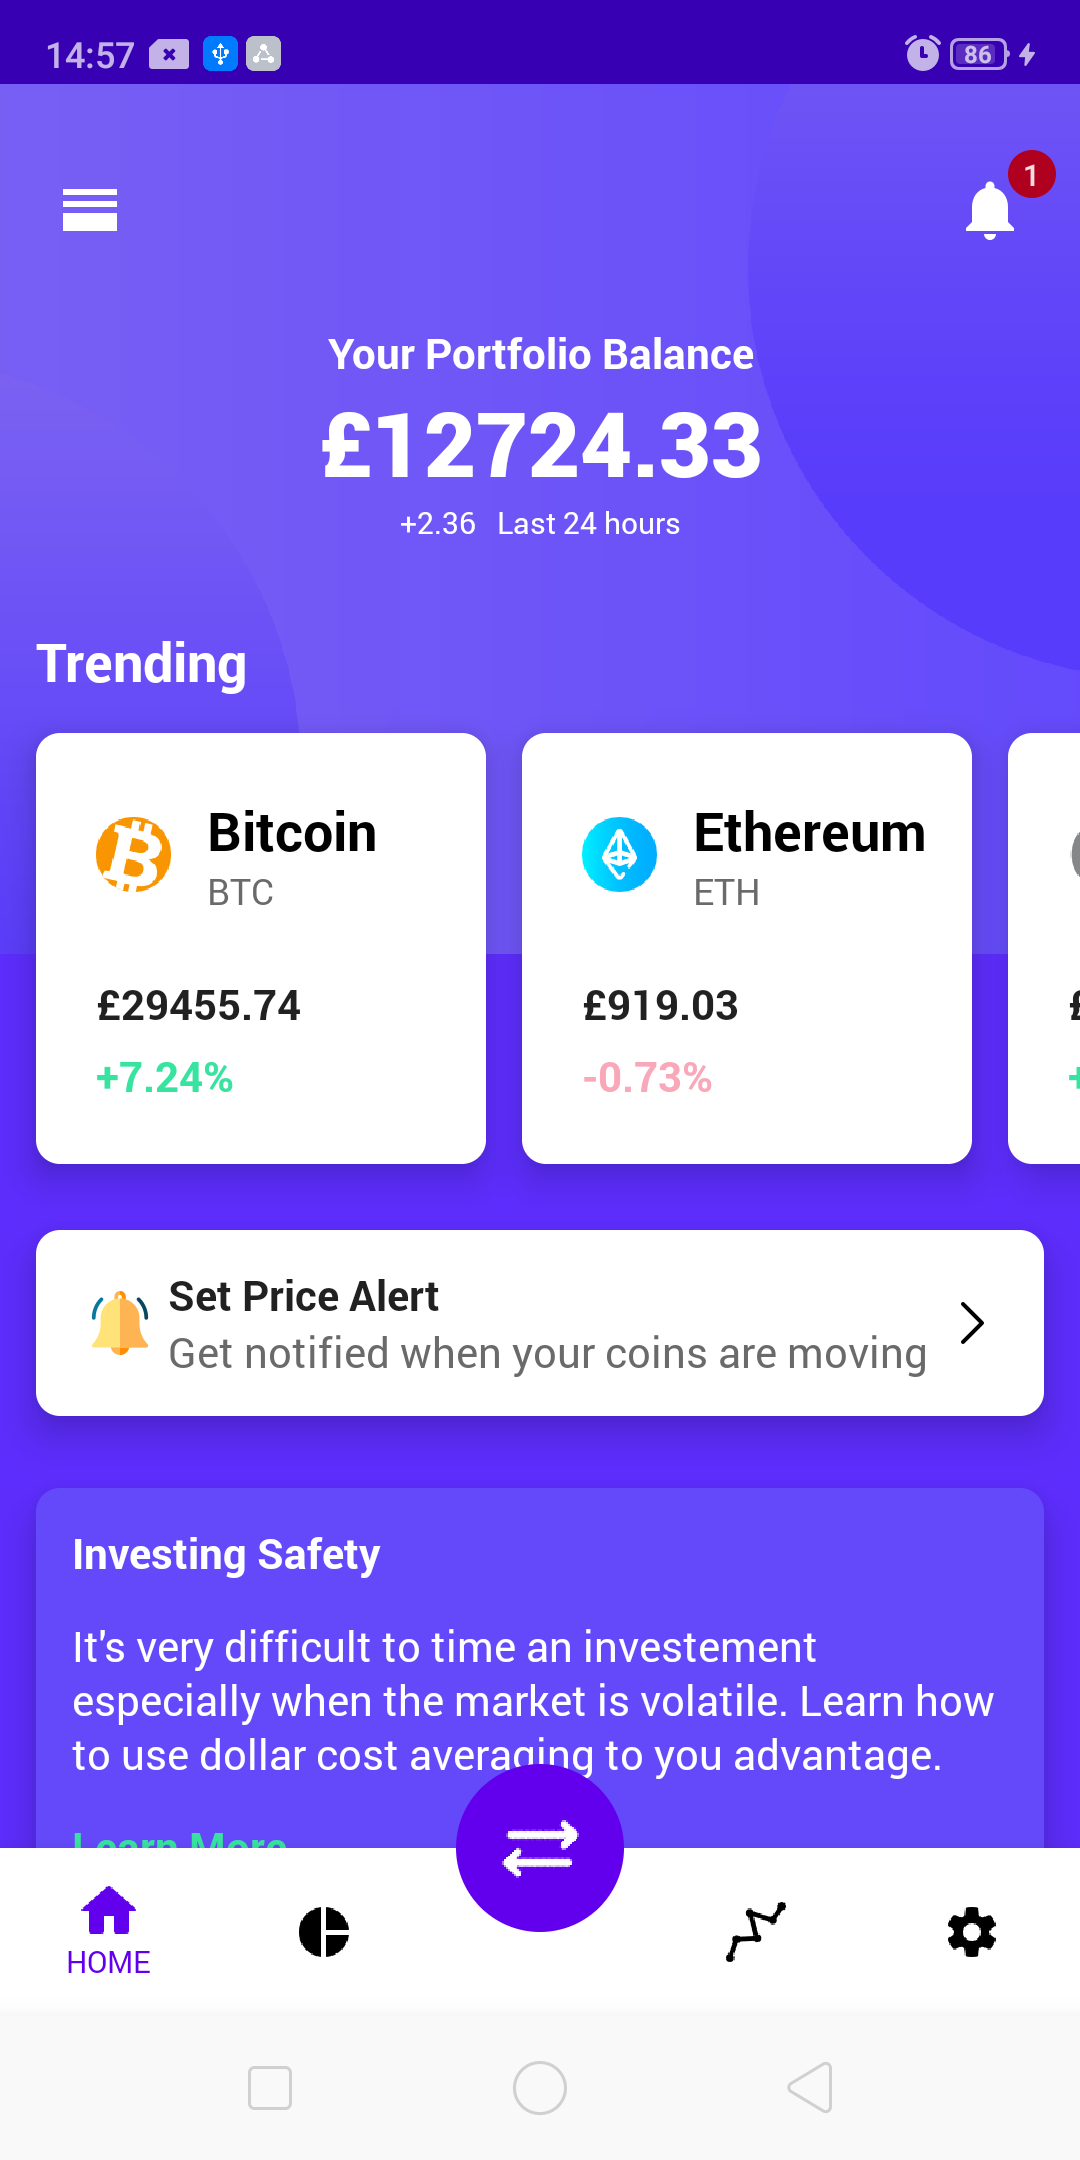 14:57
86
1
Your Portfolio Balance
£12724.33
+2.36 Last 24 hours
Trending
Bitcoin
BTC
£29455.74
+7.24%
Ethereum
ETH
£919.03
-0.73%
£
+
Set Price Alert
Get notified when your coins are moving
Investing Safety
It's very difficult to time an investement
especially when the market is volatile. Learn how
to use dollar cost averaging to you advantage.
Learn More
HOME